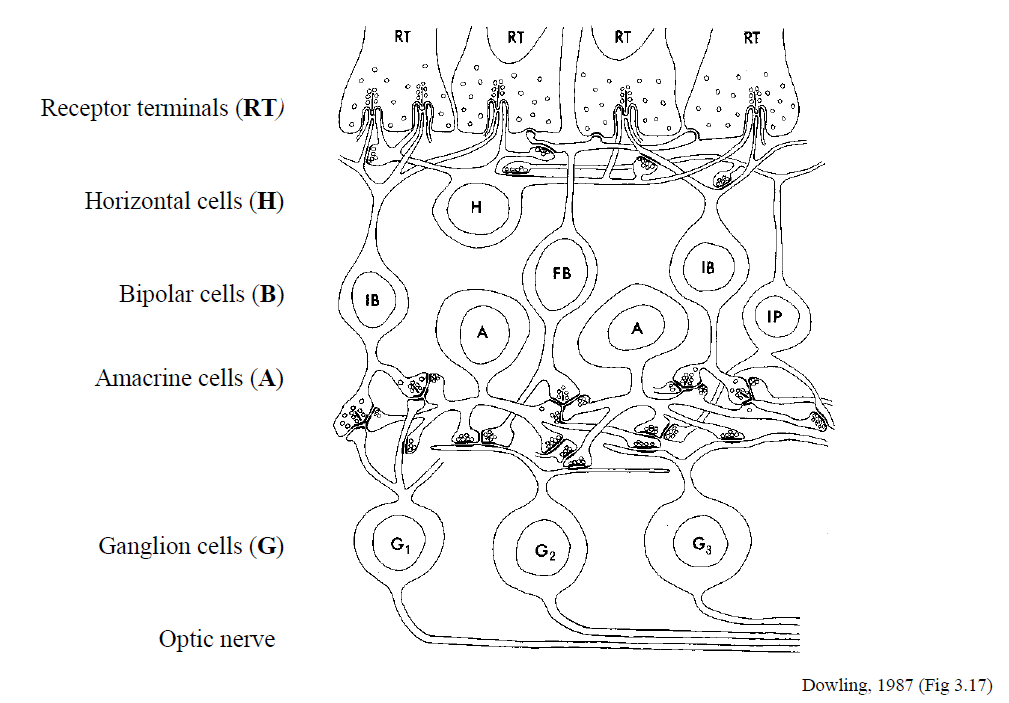 RT RT RT RT
Receptor terminals (RT)
Horizontal cells (H)
H
IB
FB
Bipolar cells (B)
IB
IP
A
A
Amacrine cells (A)
Ganglion cells (G)
G1 G2 G3
Optic nerve
Dowling, 1987 (Fig 3.17)